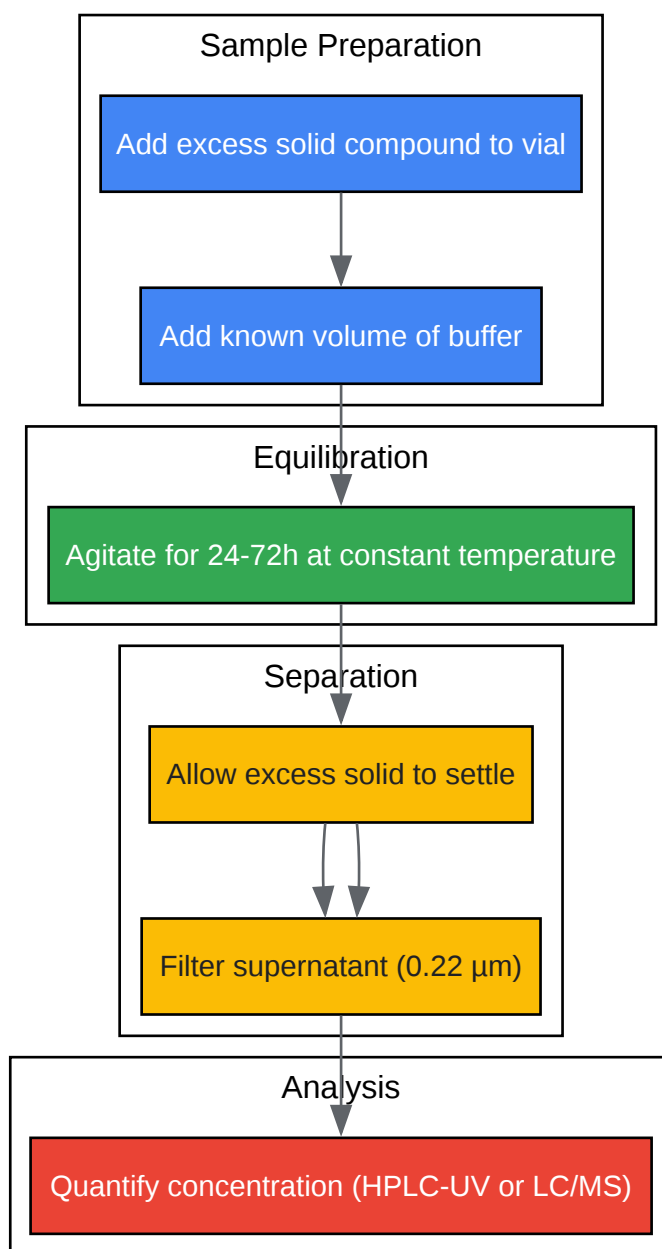 Sample Preparation
Add excess solid compound to vial
Add known volume of buffer
Equilibration
Agitate for 24-72h at constant temperature
Separation
Allow excess solid to settle
Filter supernatant (0.22 µm)
Analysis
Quantify concentration (HPLC-UV or LC/MS)